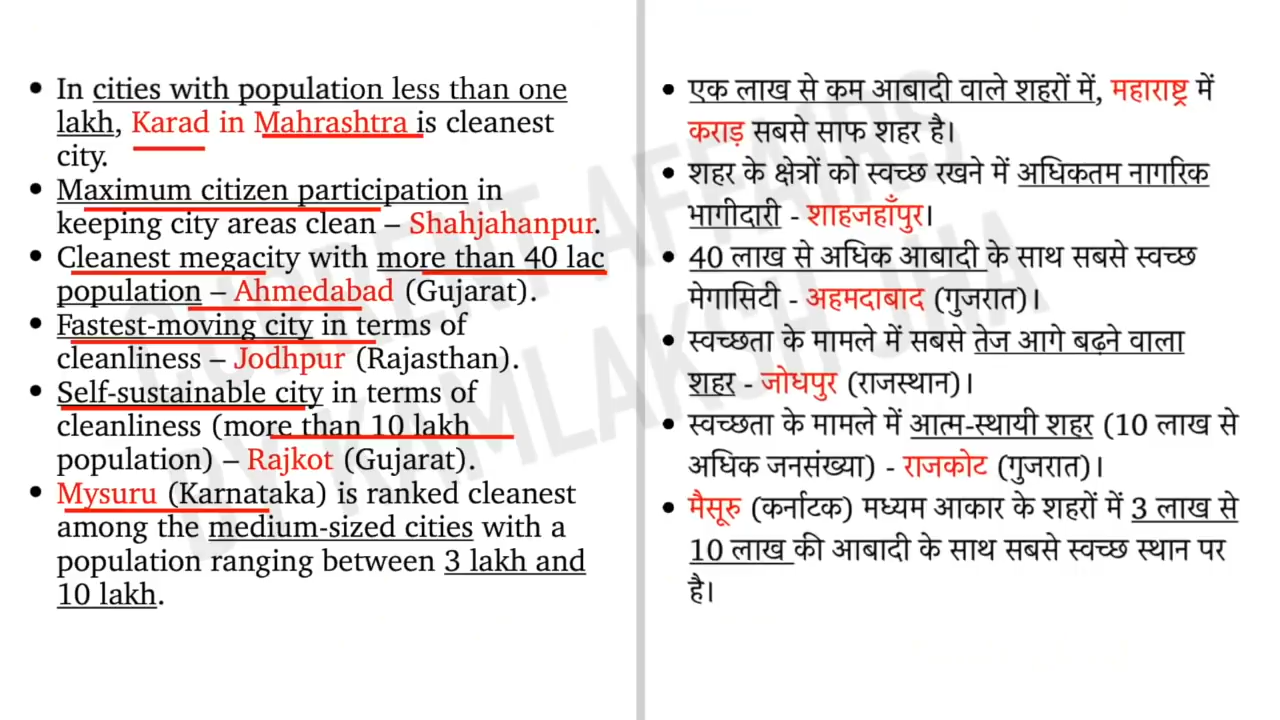 • In cities with population less than one
lakh, Karad in Mahrashtra is cleanest
city.
• Maximum citizen participation in
keeping city areas clean – Shahjahanpur.
• Cleanest megacity with more than 40 lac
population – Ahmedabad (Gujarat).
• Fastest-moving city in terms of
cleanliness – Jodhpur (Rajasthan).
• Self-sustainable city in terms of
cleanliness (more than 10 lakh
population) – Rajkot (Gujarat).
• Mysuru (Karnataka) is ranked cleanest
among the medium-sized cities with a
population ranging between 3 lakh and
10 lakh.
• एक लाख से कम आबादी वाले शहरों में, महाराष्ट्र में
कराड़ सबसे साफ शहर है।
• शहर के क्षेत्रों को स्वच्छ रखने में अधिकतम नागरिक
भागीदारी - शाहजहाँपुर।
• 40 लाख से अधिक आबादी के साथ सबसे स्वच्छ
मेगासिटी - अहमदाबाद (गुजरात)।
• स्वच्छता के मामले में सबसे तेज आगे बढ़ने वाला
शहर - जोधपुर (राजस्थान)।
• स्वच्छता के मामले में आत्म-स्थायी शहर (10 लाख से
अधिक जनसंख्या) - राजकोट (गुजरात)।
• मैसूरु (कर्नाटक) मध्यम आकार के शहरों में 3 लाख से
10 लाख की आबादी के साथ सबसे स्वच्छ स्थान पर
है।
CURRENT AFFAIRS
BY KAMLAKSH JHA